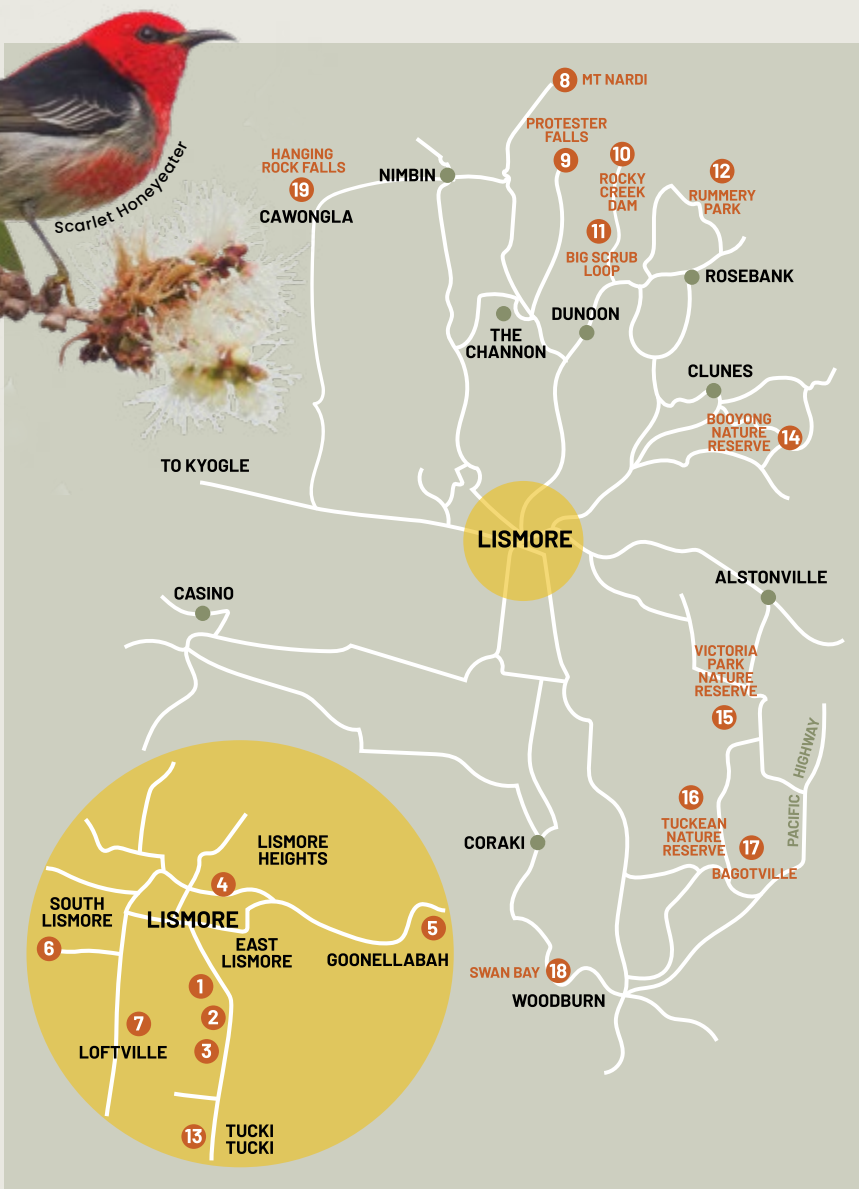 Scarlet Honeyeater
8 MT NARDI
PROTESTER
FALLS
9
10
ROCKY
CREEK
DAM
12
RUMMERY
PARK
HANGING
ROCK FALLS
19
CAWONGLA
NIMBIN
11
BIG SCRUB
LOOP
ROSEBANK
DUNOON
THE
CHANNON
CLUNES
BOOYONG
NATURE
RESERVE
14
TO KYOGLE
LISMORE
ALSTONVILLE
CASINO
VICTORIA
PARK
NATURE
RESERVE
15
PACIFIC HIGHWAY
16
TUCKEAN
NATURE
RESERVE
17
BAGOTVILLE
CORAKI
SWAN BAY 18
WOODBURN
LISMORE
HEIGHTS
4
SOUTH
LISMORE
LISMORE
5
6
EAST
LISMORE
GOONELLABAH
1
2
7
3
LOFTVILLE
13
TUCKI
TUCKI